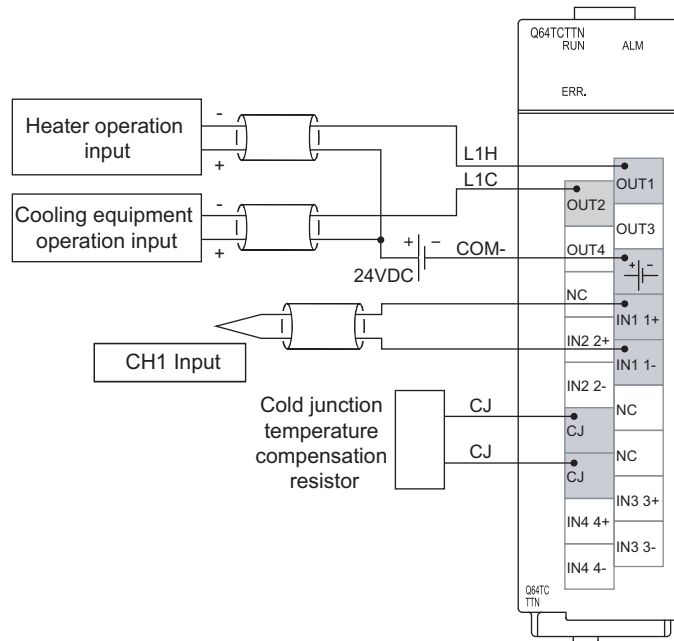 Q64TCTTN
RUN ALM
ERR.
Heater operation
input
-
+
Cooling equipment
operation input
-
+
L1H
L1C
+ −
24VDC
COM-
CH1 Input
Cold junction
temperature
compensation
resistor
CJ
CJ
OUT1
OUT2
OUT3
OUT4
+ −
NC
IN1 1+
IN2 2+
IN1 1-
IN2 2-
NC
CJ
NC
CJ
IN3 3+
IN4 4+
IN3 3-
IN4 4-
Q64TC
TTN